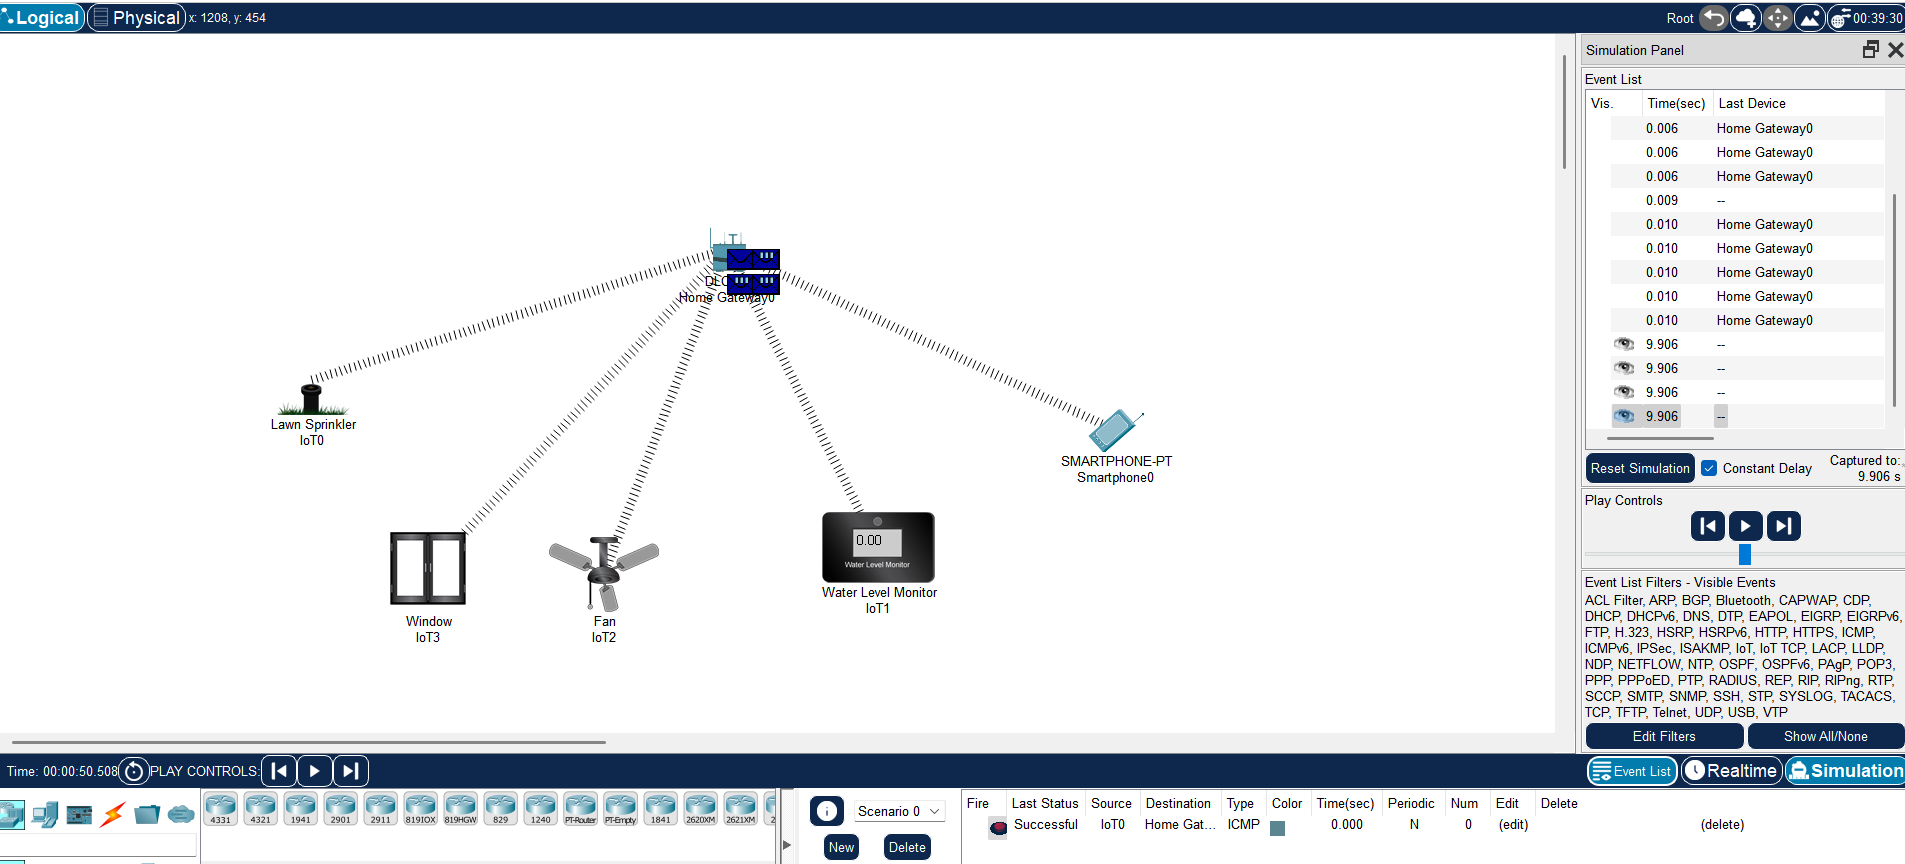 Logical Physical x: 1208, y: 454 Root 00:39:30
Simulation Panel
Event List
Vis. Time(sec) Last Device
0.006 Home Gateway0
0.006 Home Gateway0
0.006 Home Gateway0
0.009 --
0.010 Home Gateway0
0.010 Home Gateway0
0.010 Home Gateway0
0.010 Home Gateway0
0.010 Home Gateway0
9.906 --
9.906 --
9.906 --
9.906 --
Reset Simulation Constant Delay Captured to:
9.906 s
Play Controls
Event List Filters - Visible Events
ACL Filter, ARP, BGP, Bluetooth, CAPWAP, CDP,
DHCP, DHCPv6, DNS, DTP, EAPOL, EIGRP, EIGRPv6,
FTP, H.323, HSRP, HSRPv6, HTTP, HTTPS, ICMP,
ICMPv6, IPSec, ISAKMP, IoT, IoT TCP, LACP, LLDP,
NDP, NETFLOW, NTP, OSPF, OSPFv6, PAgP, POP3,
PPP, PPPoED, PTP, RADIUS, REP, RIP, RIPng, RTP,
SCCP, SMTP, SNMP, SSH, STP, SYSLOG, TACACS,
TCP, TFTP, Telnet, UDP, USB, VTP
Edit Filters Show All/None
Home Gateway0
Lawn Sprinkler
IoT0
SMARTPHONE-PT
Smartphone0
0.00
Water Level Monitor
Water Level Monitor
IoT1
Window
IoT3
Fan
IoT2
Time: 00:00:50.508 PLAY CONTROLS: Event List Realtime Simulation
4331 4321 1941 2901 2911 819IOX 819HGW 829 1240 PT-Router PT-Empty 1841 2620XM 2621XM
Scenario 0
New Delete
Fire Last Status Source Destination Type Color Time(sec) Periodic Num Edit Delete
Successful IoT0 Home Gat... ICMP 0.000 N 0 (edit) (delete)